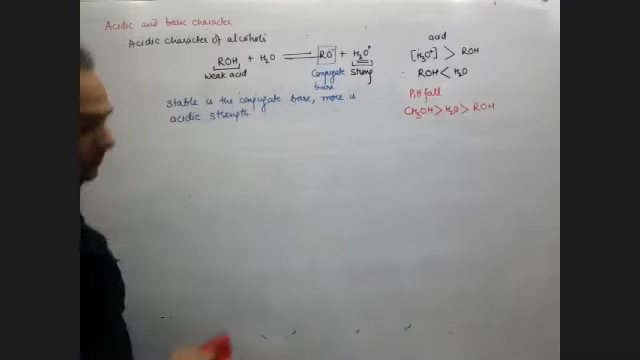 Acidic and basic character
Acidic character of alcohols
ROH + H₂O ⇌ RO⁻ + H₃O⁺
Weak acid
Conjugate base
Strong
Stable is the conjugate base, more is
acidic strength
acid
[H₃O⁺] > ROH
ROH < H₂O
Pitfall
CH₃OH > H₂O > ROH